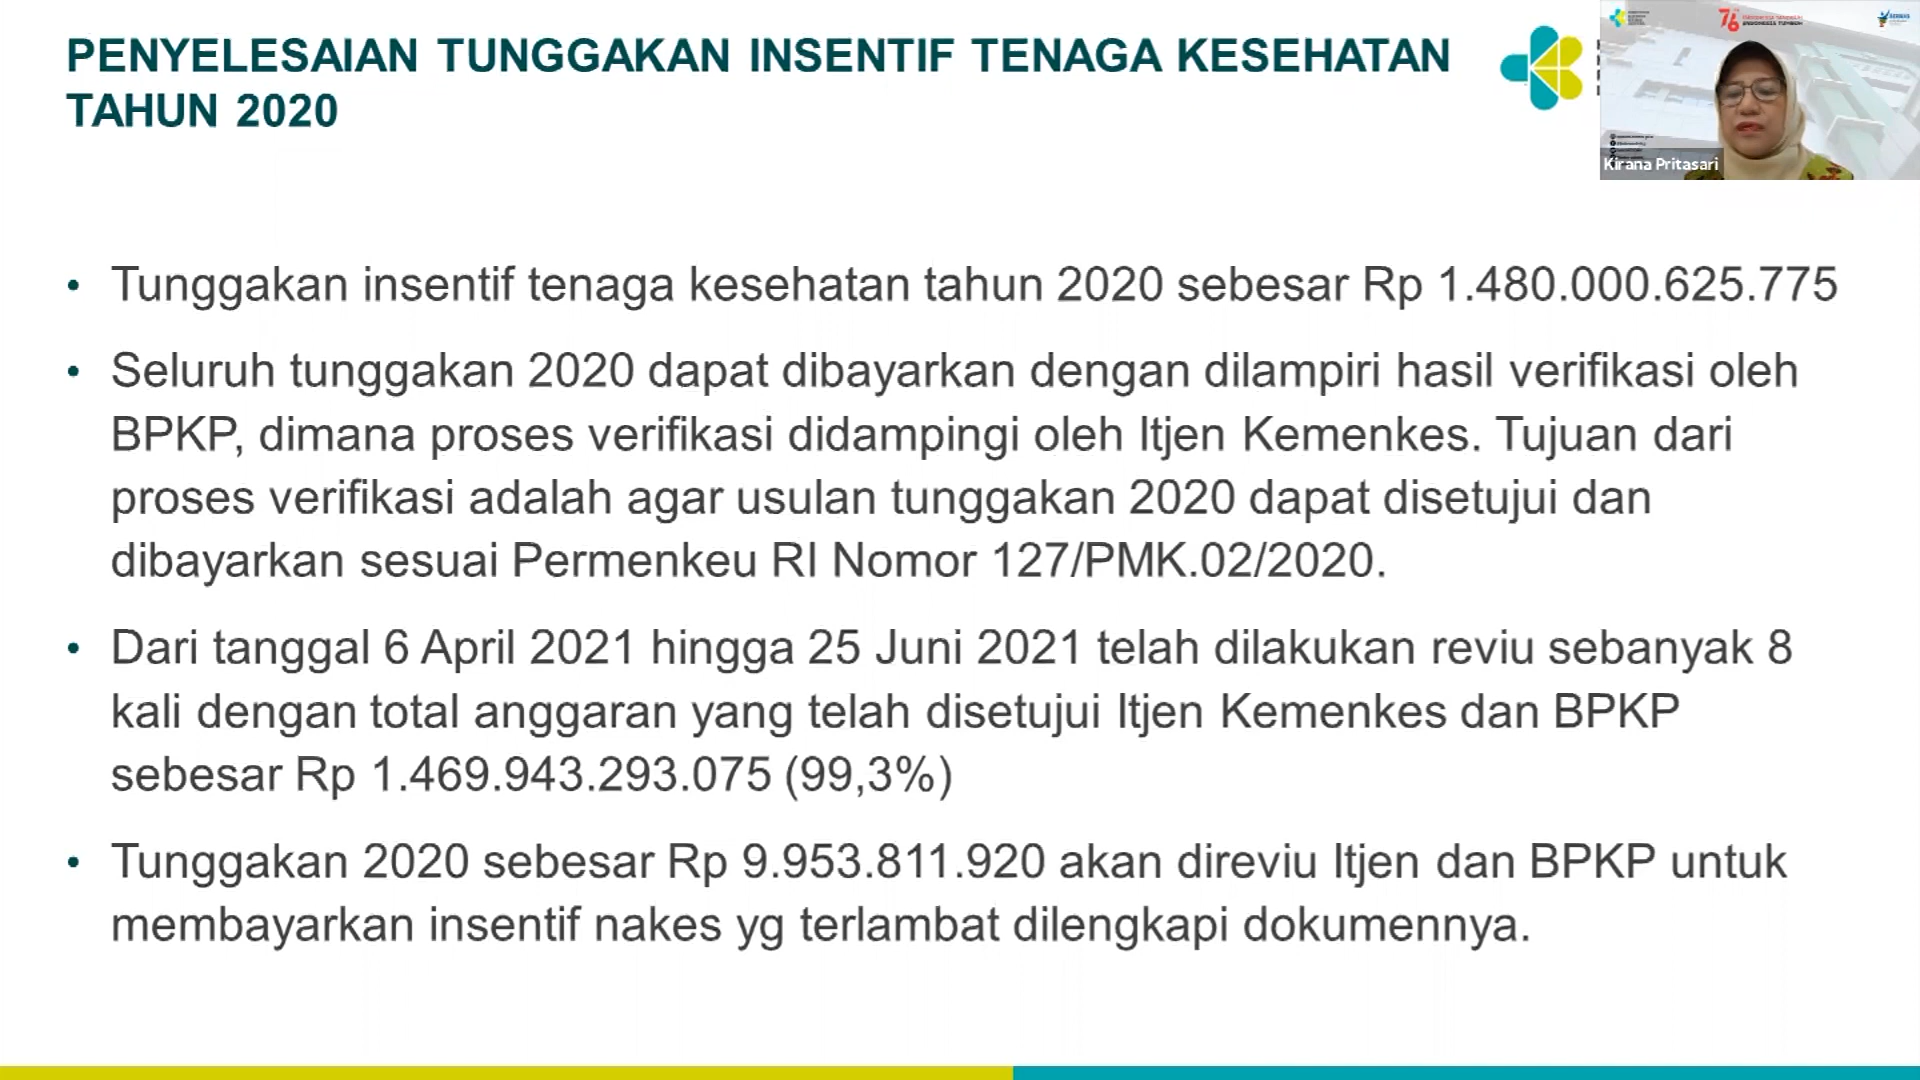 PENYELESAIAN TUNGGAKAN INSENTIF TENAGA KESEHATAN
TAHUN 2020
76
Kirana Pritasari
• Tunggakan insentif tenaga kesehatan tahun 2020 sebesar Rp 1.480.000.625.775
• Seluruh tunggakan 2020 dapat dibayarkan dengan dilampiri hasil verifikasi oleh
BPKP, dimana proses verifikasi didampingi oleh Itjen Kemenkes. Tujuan dari
proses verifikasi adalah agar usulan tunggakan 2020 dapat disetujui dan
dibayarkan sesuai Permenkeu RI Nomor 127/PMK.02/2020.
• Dari tanggal 6 April 2021 hingga 25 Juni 2021 telah dilakukan reviu sebanyak 8
kali dengan total anggaran yang telah disetujui Itjen Kemenkes dan BPKP
sebesar Rp 1.469.943.293.075 (99,3%)
• Tunggakan 2020 sebesar Rp 9.953.811.920 akan direviu Itjen dan BPKP untuk
membayarkan insentif nakes yg terlambat dilengkapi dokumennya.